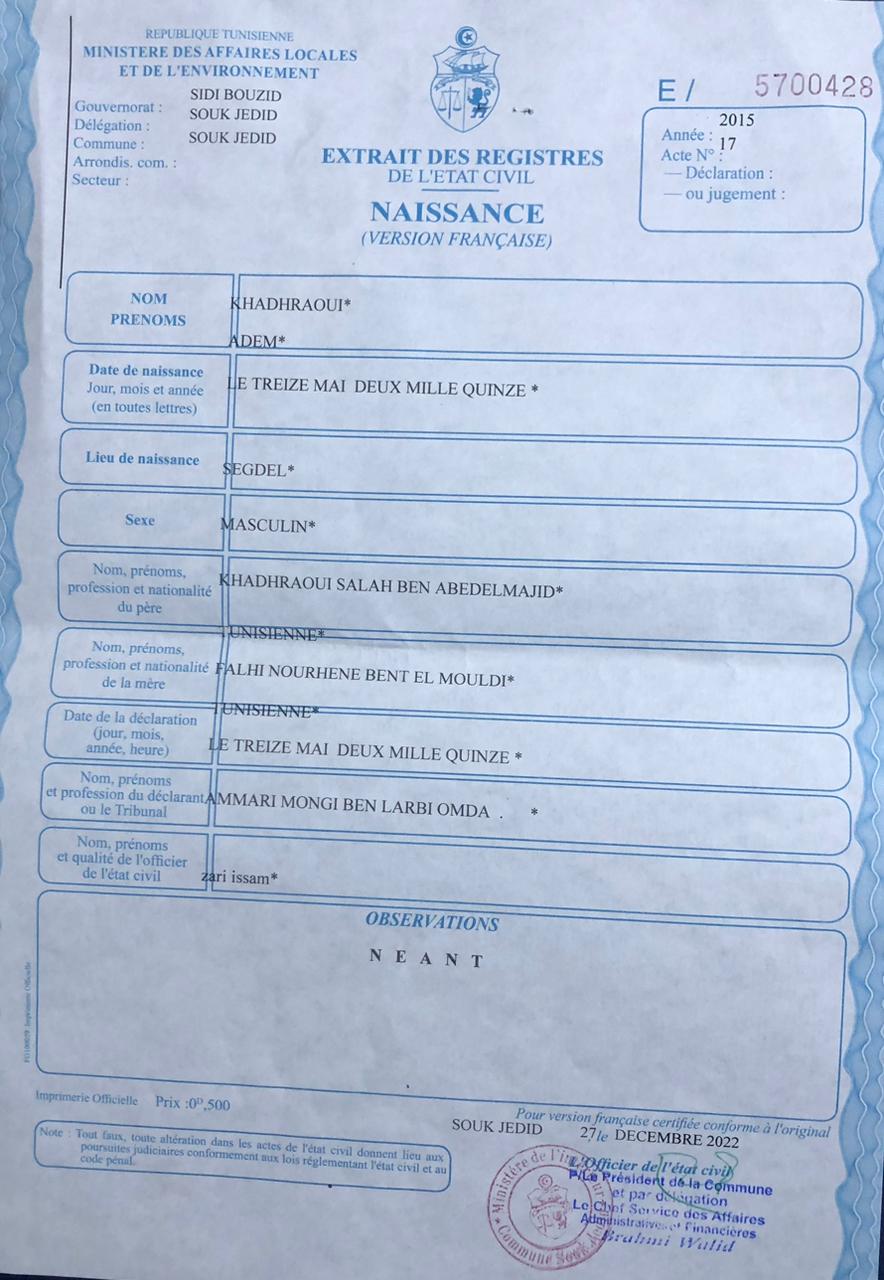 REPUBLIQUE TUNISIENNE
MINISTERE DES AFFAIRES LOCALES
ET DE L'ENVIRONNEMENT
Gouvernorat : SIDI BOUZID
Délégation : SOUK JEDID
Commune : SOUK JEDID
Arrondis. com. :
Secteur :
E / 5700428
Année : 2015
Acte N° : 17
— Déclaration :
— ou jugement :
EXTRAIT DES REGISTRES
DE L'ETAT CIVIL
NAISSANCE
(VERSION FRANÇAISE)
NOM
PRENOMS
KHADHRAOUI*
ADEM*
Date de naissance
Jour, mois et année
(en toutes lettres)
LE TREIZE MAI DEUX MILLE QUINZE *
Lieu de naissance
SEGDEL*
Sexe
MASCULIN*
Nom, prénoms,
profession et nationalité
du père
KHADHRAOUI SALAH BEN ABEDELMAJID*
TUNISIENNE*
Nom, prénoms,
profession et nationalité
de la mère
FALHI NOURHENE BENT EL MOULDI*
TUNISIENNE*
Date de la déclaration
(jour, mois,
année, heure)
LE TREIZE MAI DEUX MILLE QUINZE *
Nom, prénoms
et profession du déclarant
ou le Tribunal
AMMARI MONGI BEN LARBI OMDA . *
Nom, prénoms
et qualité de l'officier
de l'état civil
zari issam*
OBSERVATIONS
N E A N T
Imprimerie Officielle
Imprimerie Officielle Prix :0ᴰ,500
Note : Tout faux, toute altération dans les actes de l'état civil donnent lieu aux
poursuites judiciaires conformement aux lois réglementant l'état civil et au
code pénal.
Pour version française certifiée conforme à l'original
SOUK JEDID 27 le DECEMBRE 2022
L'Officier de l'état civil
P/Le Président de la Commune
et par délégation
Le Chef Service des Affaires
Administratives et Financières
Brahmi Walid
* Ministère de l'
Commune Souk Jedid